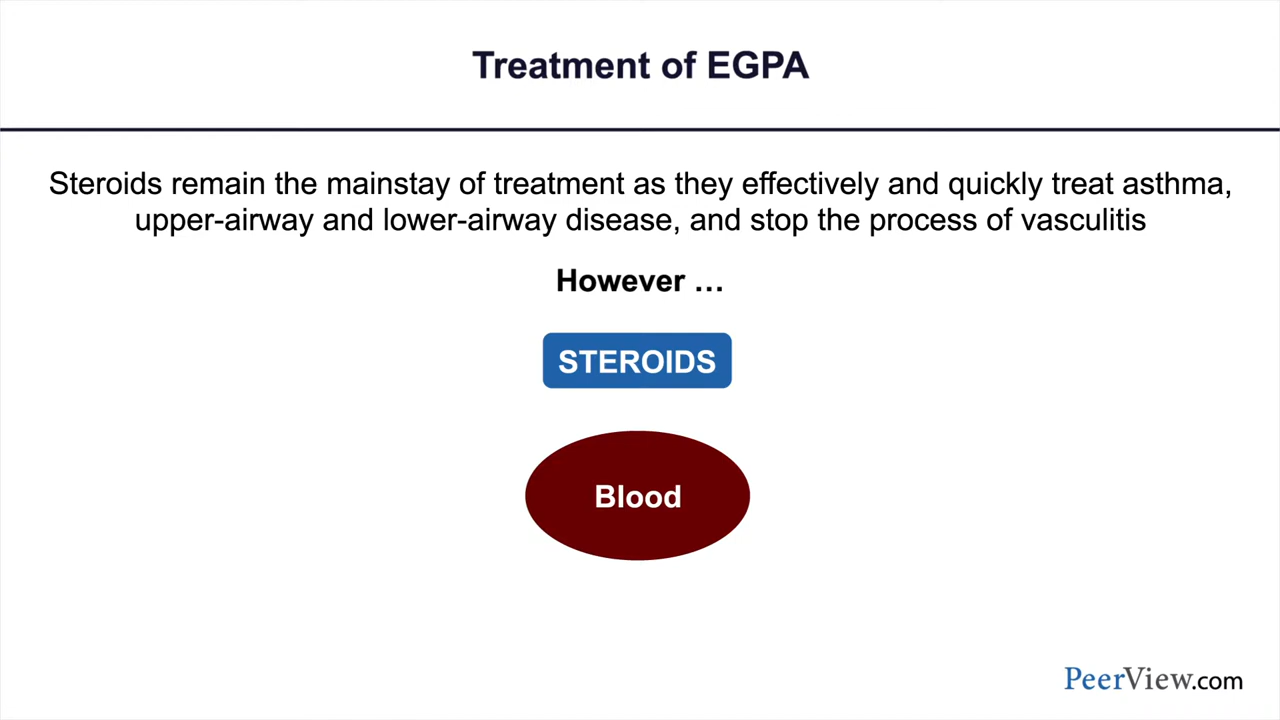 Treatment of EGPA
Steroids remain the mainstay of treatment as they effectively and quickly treat asthma,
upper-airway and lower-airway disease, and stop the process of vasculitis
However …
STEROIDS
Blood
PeerView.com